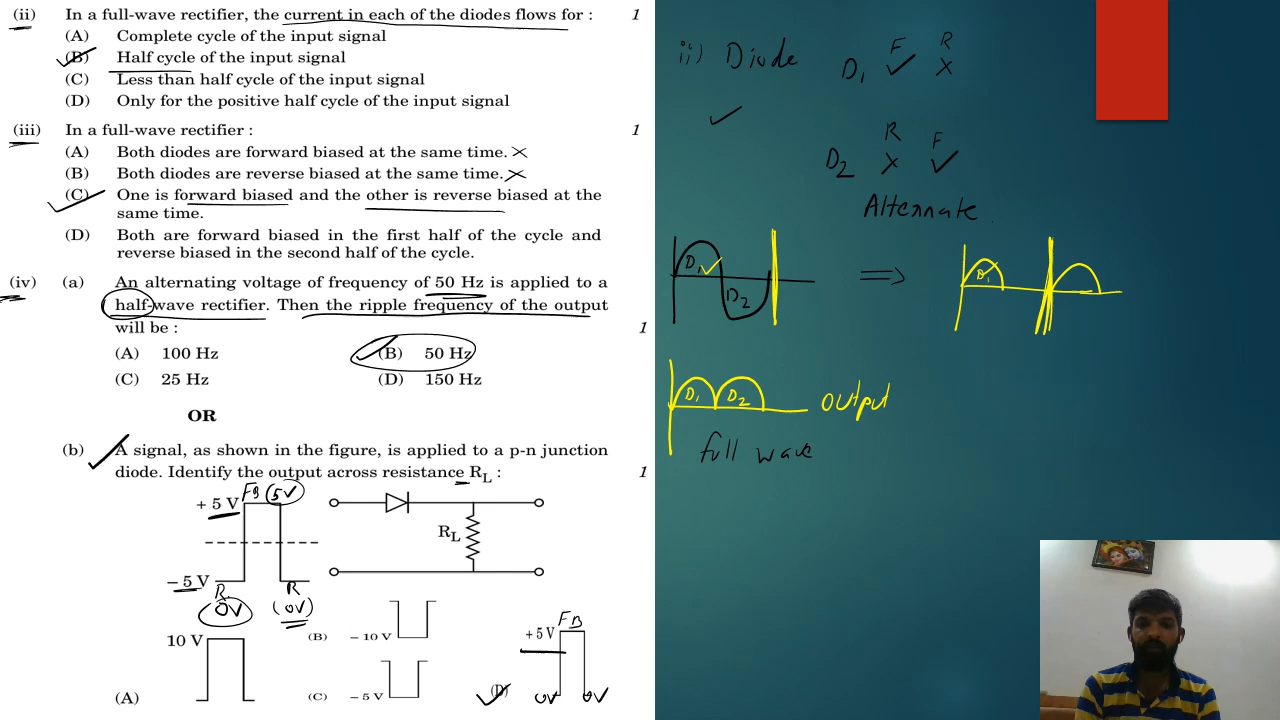 (ii) In a full-wave rectifier, the current in each of the diodes flows for : 1
(A) Complete cycle of the input signal
(B) Half cycle of the input signal
(C) Less than half cycle of the input signal
(D) Only for the positive half cycle of the input signal
(iii) In a full-wave rectifier : 1
(A) Both diodes are forward biased at the same time.
(B) Both diodes are reverse biased at the same time.
(C) One is forward biased and the other is reverse biased at the
same time.
(D) Both are forward biased in the first half of the cycle and
reverse biased in the second half of the cycle.
(iv) (a) An alternating voltage of frequency of 50 Hz is applied to a
half-wave rectifier. Then the ripple frequency of the output
will be : 1
(A) 100 Hz (B) 50 Hz
(C) 25 Hz (D) 150 Hz
OR
(b) A signal, as shown in the figure, is applied to a p-n junction
diode. Identify the output across resistance RL : 1
FB 5V
+ 5 V
RL
– 5 V
R R
(0V) (0V)
10 V
(B) – 10 V
FB
+5 V
(A)
(C) – 5 V
(D) 0V 0V
ii) Diode
F R
D1
R F
D2
Alternate
D1 D2
D1
D1 D2 output
full wave